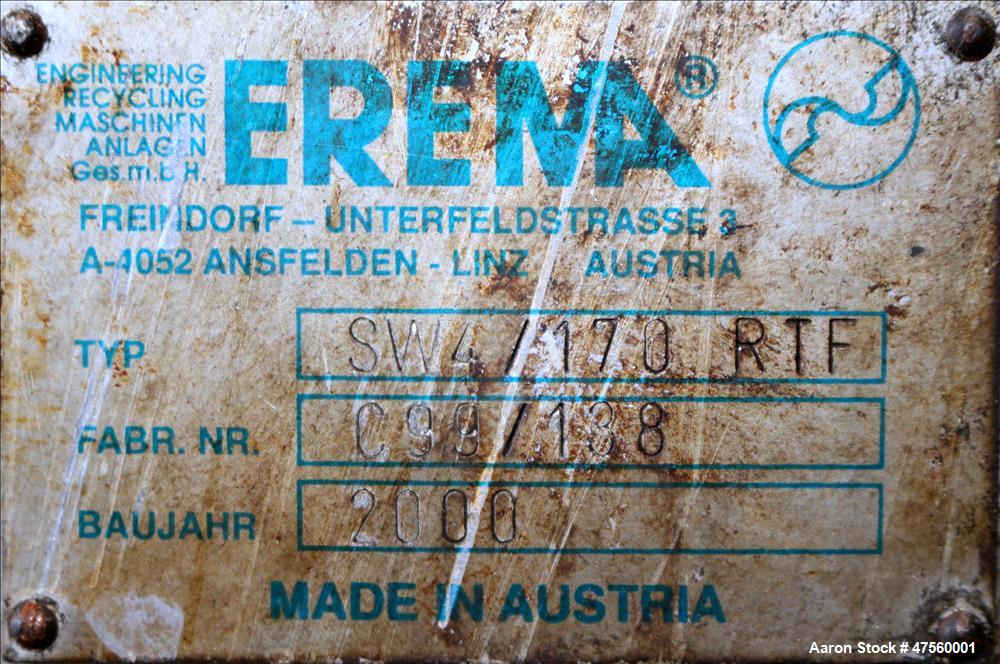 ENGINEERING
RECYCLING
MASCHINEN
ANLAGEN
Ges.m.b.H.
EREMA®
FREINDORF – UNTERFELDSTRASSE 3
A-4052 ANSFELDEN - LINZ AUSTRIA
TYP SW4/170 RTF
FABR. NR. C99/138
BAUJAHR 2000
MADE IN AUSTRIA
Aaron Stock # 47560001